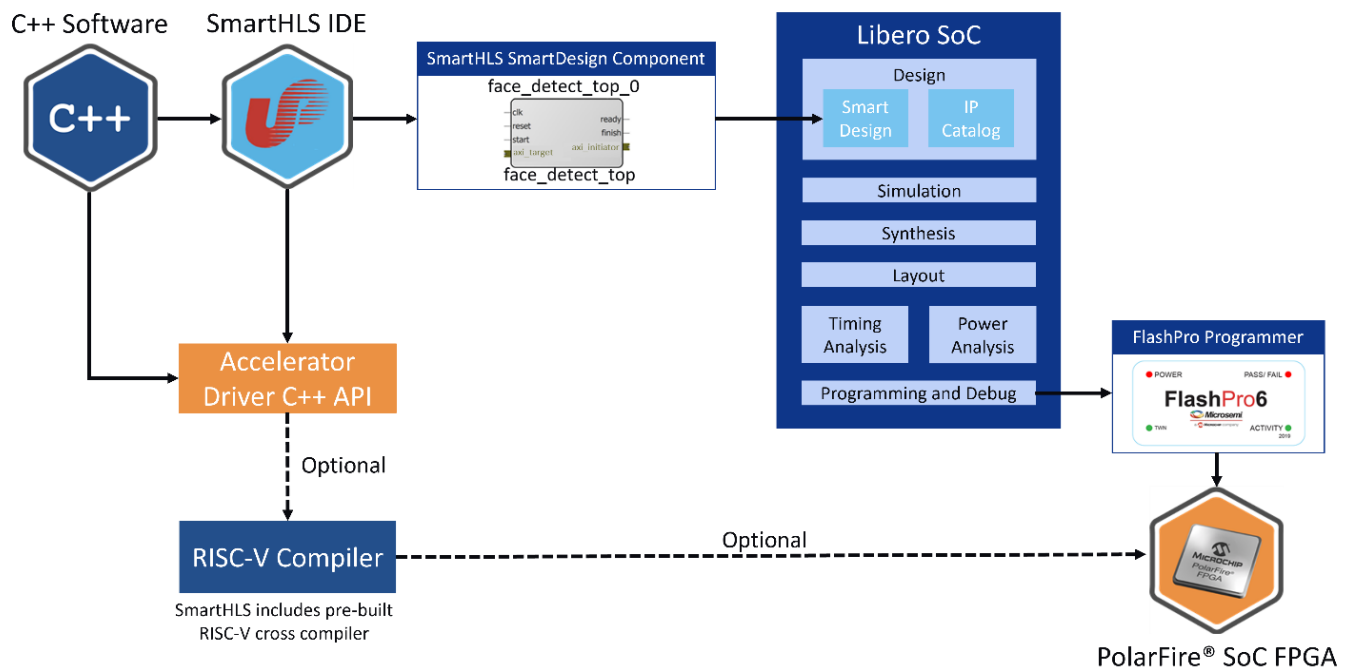 C++ Software
SmartHLS IDE
C++
SmartHLS SmartDesign Component
face_detect_top_0
clk
reset
start
axi_target
ready
finish
axi_initiator
face_detect_top
Libero SoC
Design
Smart
Design
IP
Catalog
Simulation
Synthesis
Layout
Timing
Analysis
Power
Analysis
Programming and Debug
Accelerator
Driver C++ API
Optional
RISC-V Compiler
SmartHLS includes pre-built
RISC-V cross compiler
Optional
FlashPro Programmer
POWER
PASS/ FAIL
FlashPro6
Microsemi
a Microchip company
TWN
ACTIVITY
2019
MICROCHIP
PolarFire®
FPGA
PolarFire® SoC FPGA